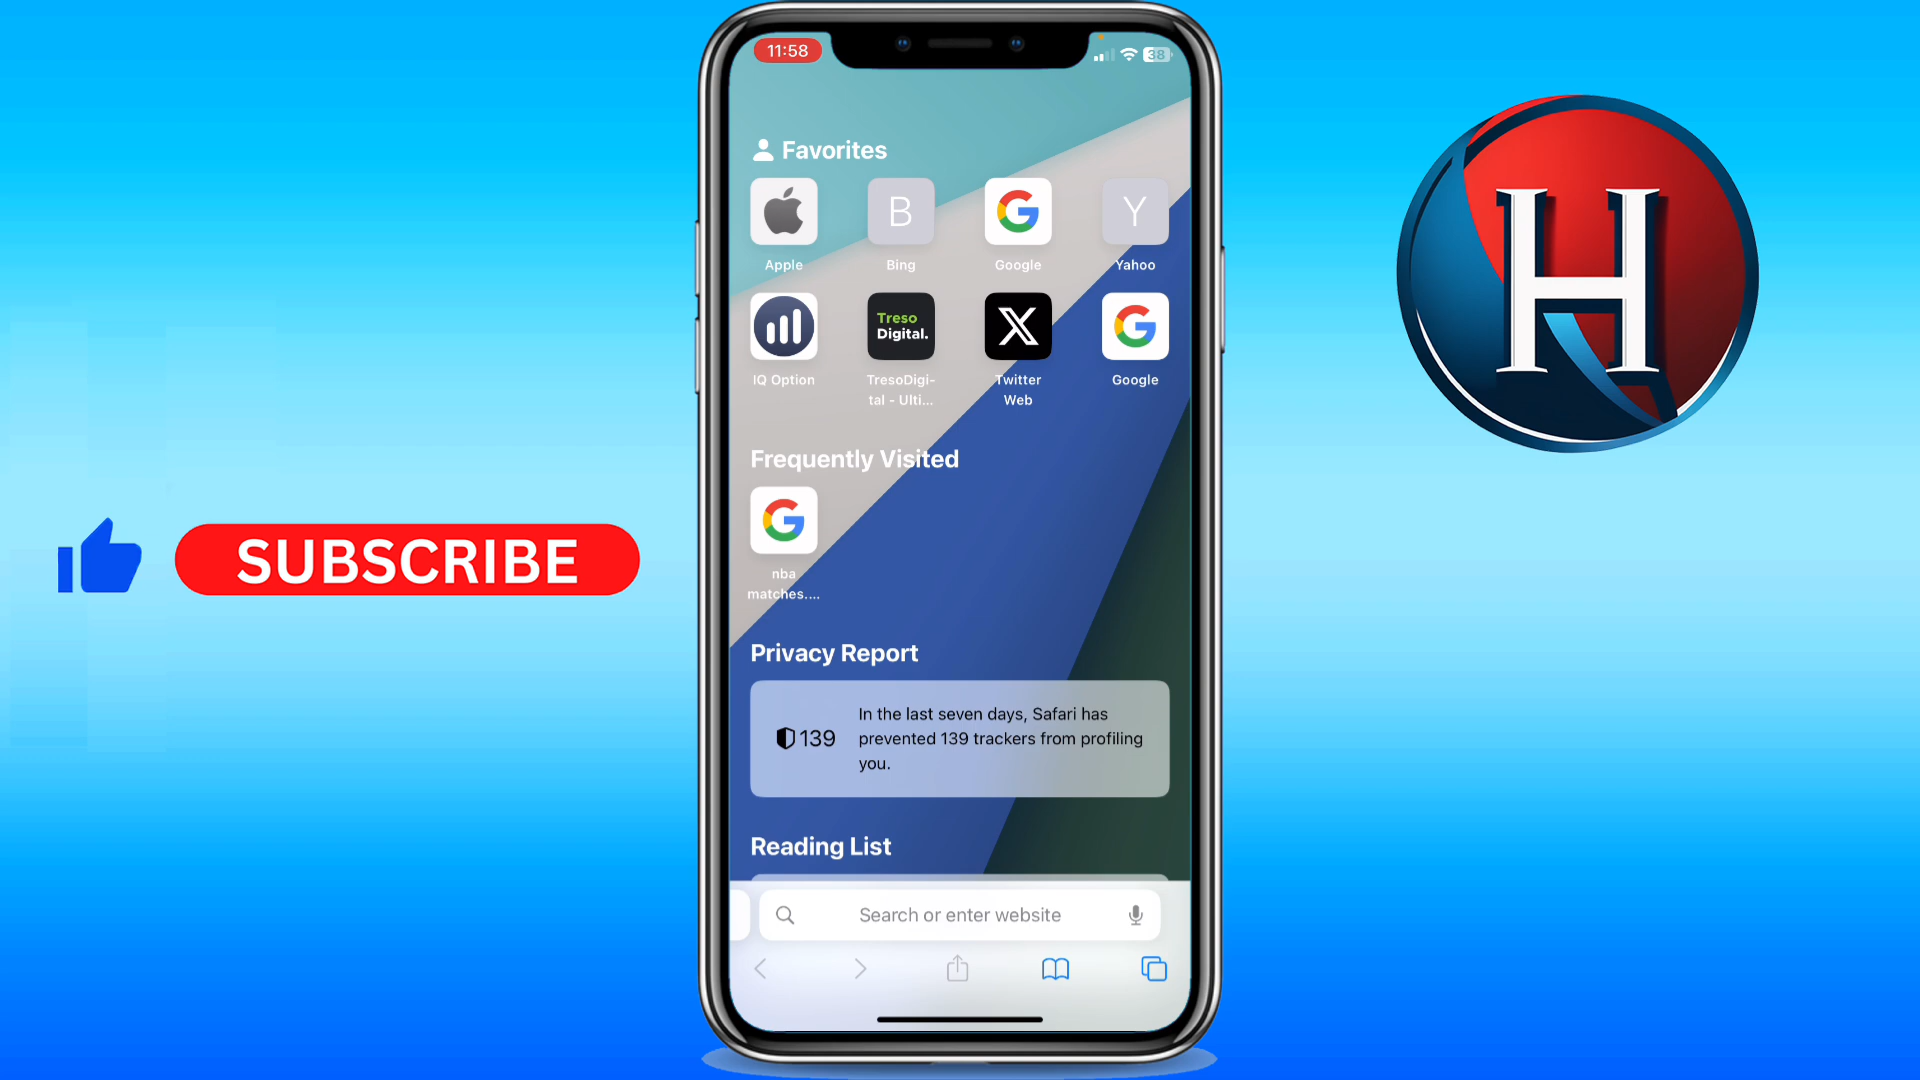 11:58
38
Favorites
B
Y
Apple
Bing
Google
Yahoo
Treso
Digital.
IQ Option
TresoDigi-
tal - Ulti...
Twitter
Web
Google
Frequently Visited
nba
matches....
Privacy Report
139
In the last seven days, Safari has
prevented 139 trackers from profiling
you.
Reading List
Search or enter website
SUBSCRIBE
H